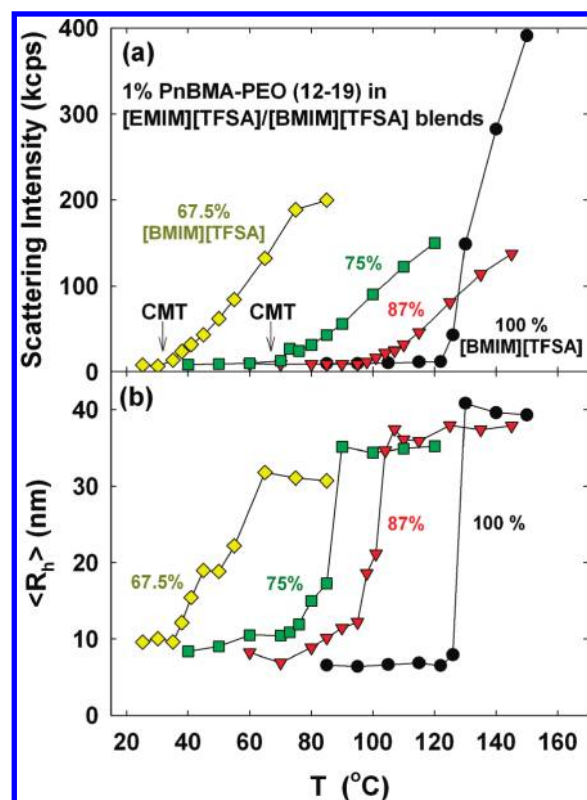 (a)
1% PnBMA-PEO (12-19) in
[EMIM][TFSA]/[BMIM][TFSA] blends
Scattering Intensity (kcps)
400
300
200
100
0
67.5%
[BMIM][TFSA]
75%
87%
100 %
[BMIM][TFSA]
CMT
CMT
(b)
<R_h> (nm)
40
30
20
10
0
67.5%
75%
87%
100 %
20 40 60 80 100 120 140 160
T (°C)